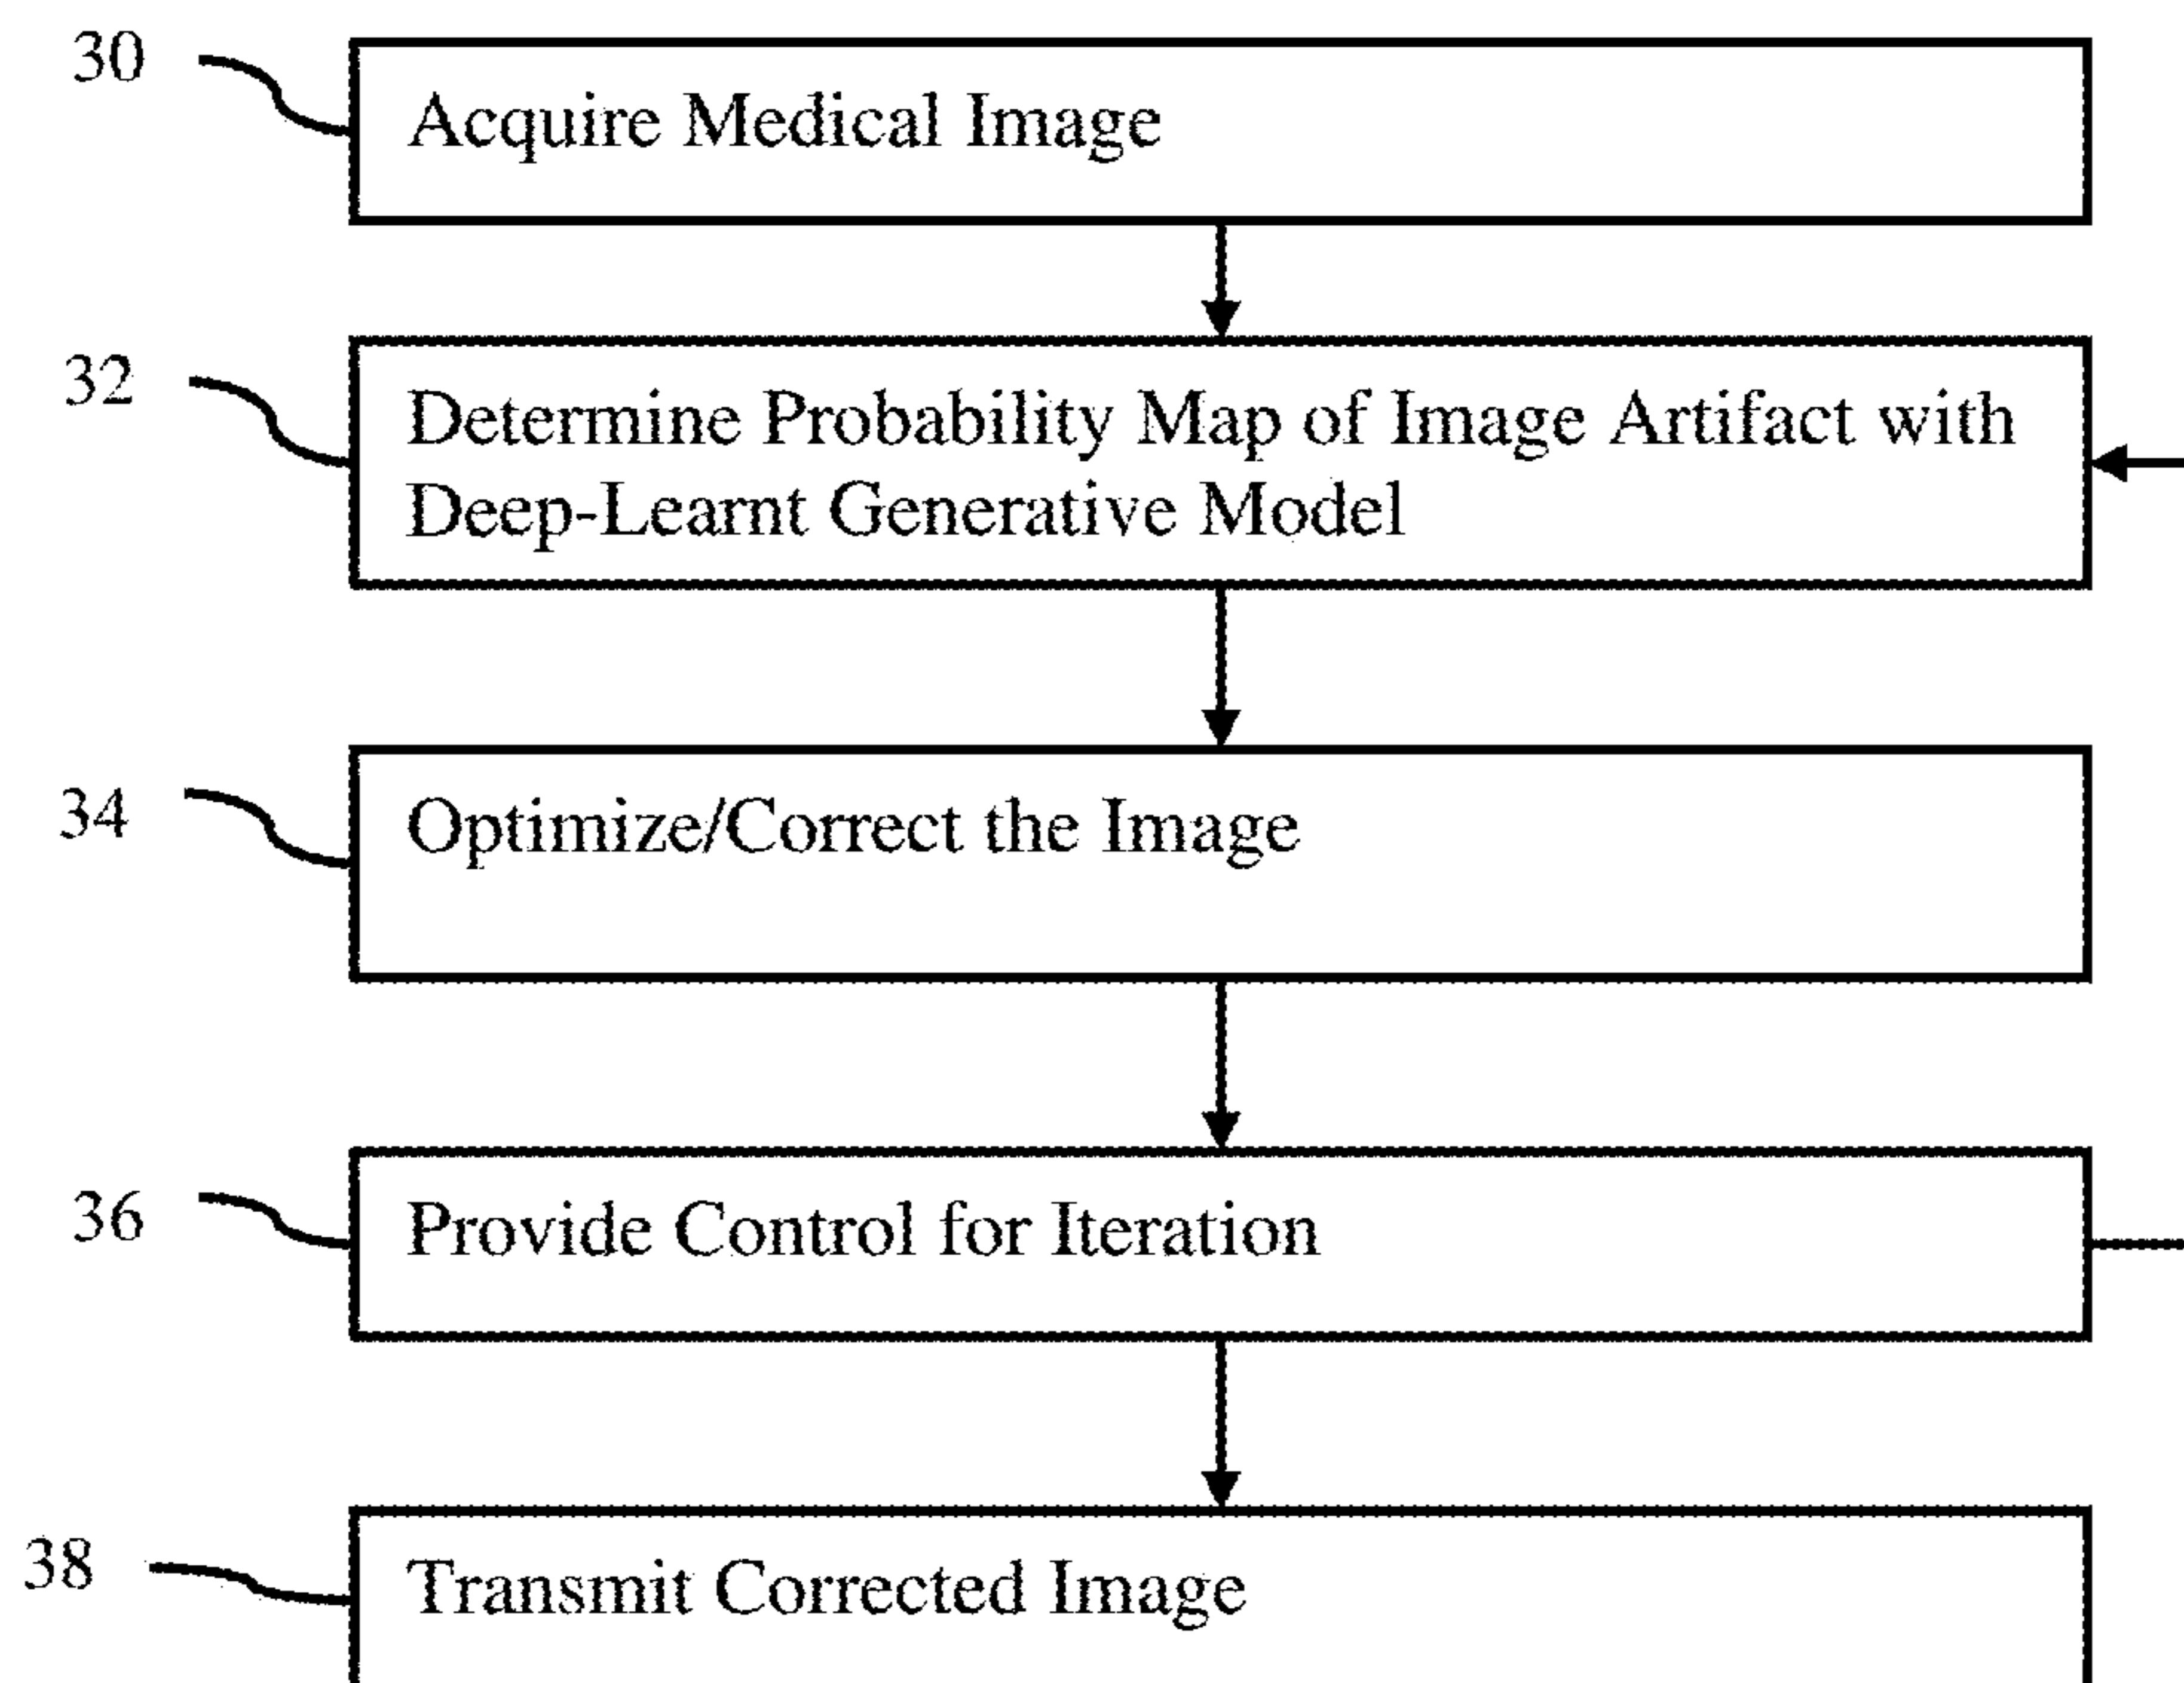 30
Acquire Medical Image
32
Determine Probability Map of Image Artifact with
Deep-Learnt Generative Model
34
Optimize/Correct the Image
36
Provide Control for Iteration
38
Transmit Corrected Image